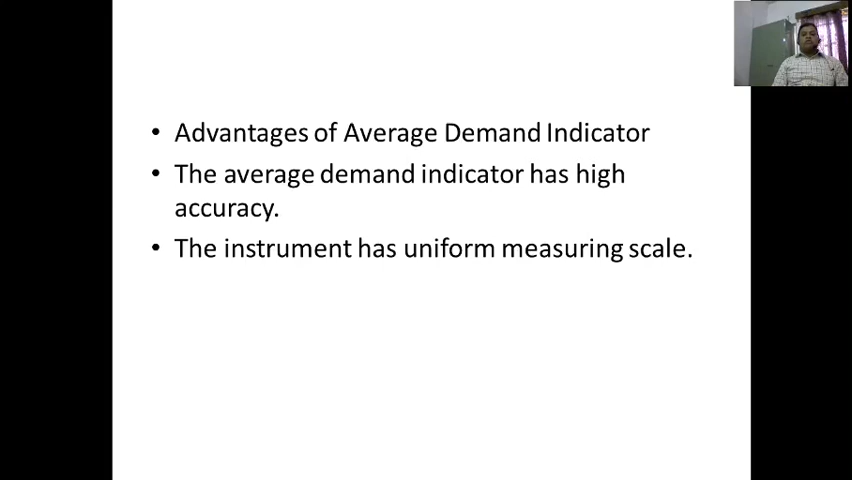 • Advantages of Average Demand Indicator
• The average demand indicator has high
accuracy.
• The instrument has uniform measuring scale.